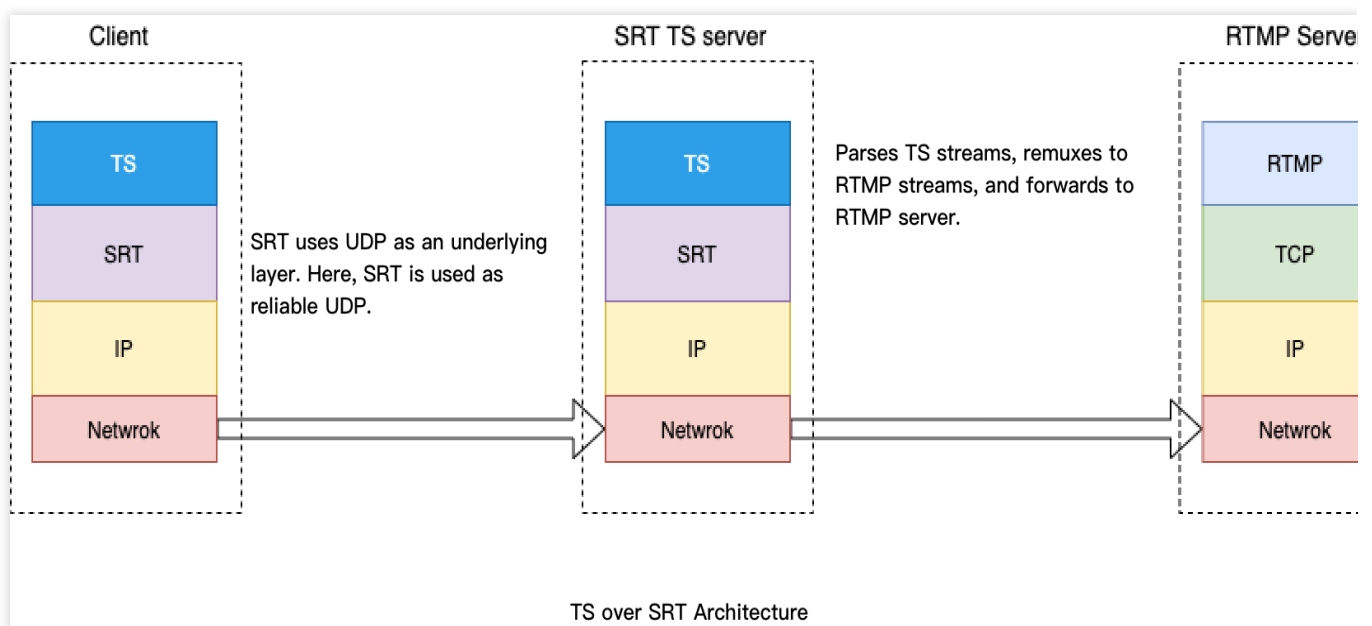 Client
SRT TS server
RTMP Server
TS
TS
RTMP
SRT
SRT
TCP
IP
IP
IP
Netwrok
Netwrok
Netwrok
SRT uses UDP as an underlying
layer. Here, SRT is used as
reliable UDP.
Parses TS streams, remuxes to
RTMP streams, and forwards to
RTMP server.
TS over SRT Architecture